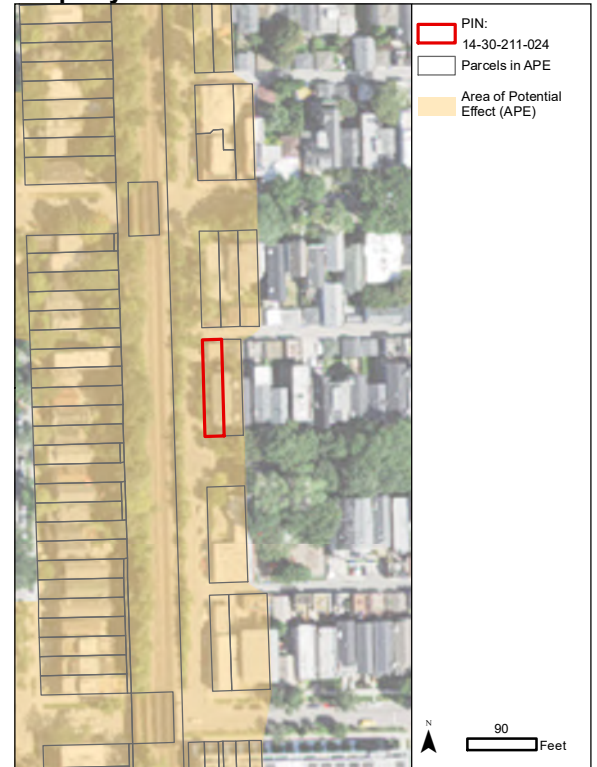 PIN:
14-30-211-024
Parcels in APE
Area of Potential
Effect (APE)
N
90
Feet